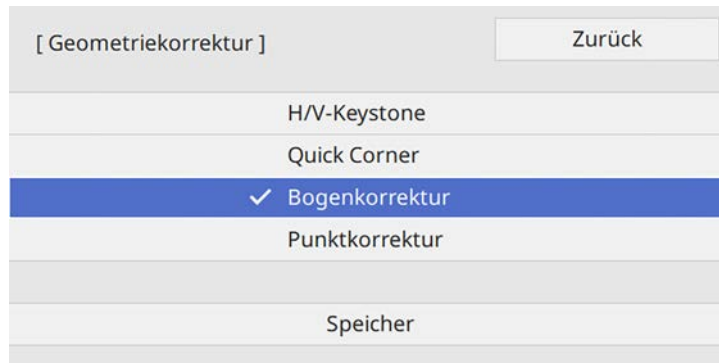 [ Geometriekorrektur ]
Zurück
H/V-Keystone
Quick Corner
Bogenkorrektur
Punktkorrektur
Speicher